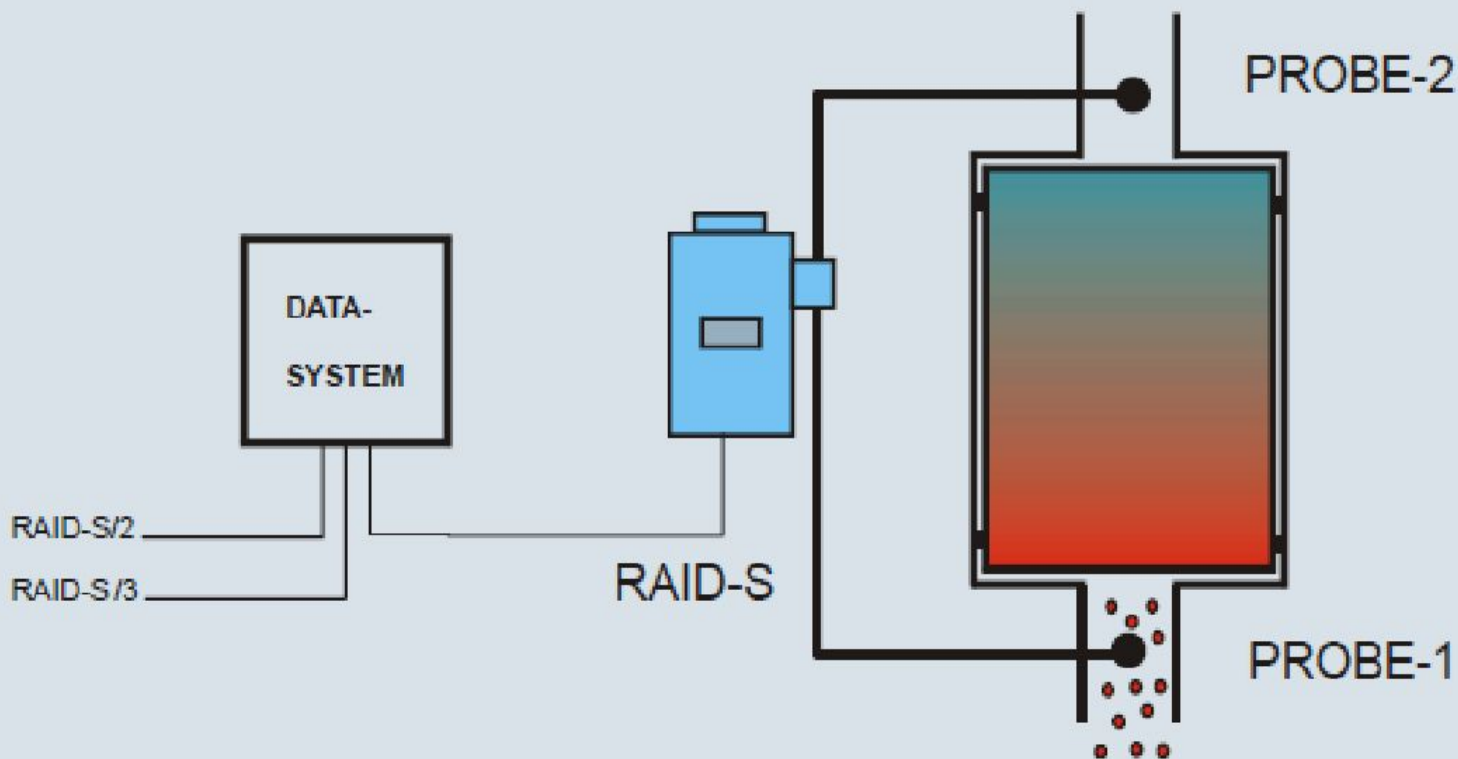 PROBE-2
DATA-
SYSTEM
RAID-S/2
RAID-S/3
RAID-S
PROBE-1